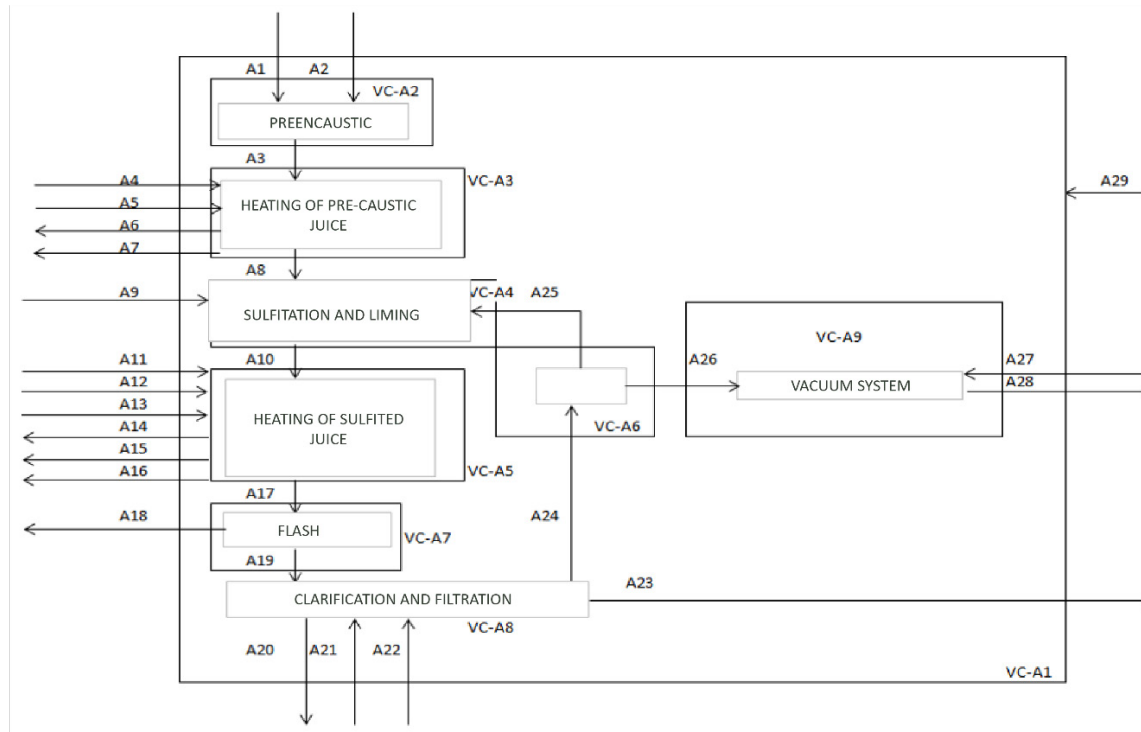 A1
A2
VC-A2
PREENCAUSTIC
A3
VC-A3
A4
A5
A6
A7
HEATING OF PRE-CAUSTIC
JUICE
A29
A8
A9
VC-A4
A25
SULFITATION AND LIMING
VC-A9
A10
A11
A12
A13
A14
A15
A16
A26
A27
A28
VACUUM SYSTEM
HEATING OF SULFITED
JUICE
VC-A6
VC-A5
A17
A18
A24
FLASH
VC-A7
A19
A23
CLARIFICATION AND FILTRATION
VC-A8
A20
A21
A22
VC-A1